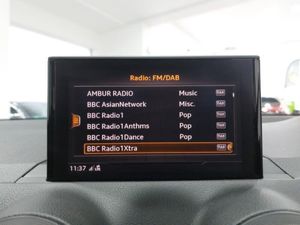 Radio: FM/DAB
AMBUR RADIO Music
BBC AsianNetwork Misc.
BBC Radio1 Pop
BBC Radio1Anthms Pop
BBC Radio1Dance Pop
BBC Radio1Xtra
11:37